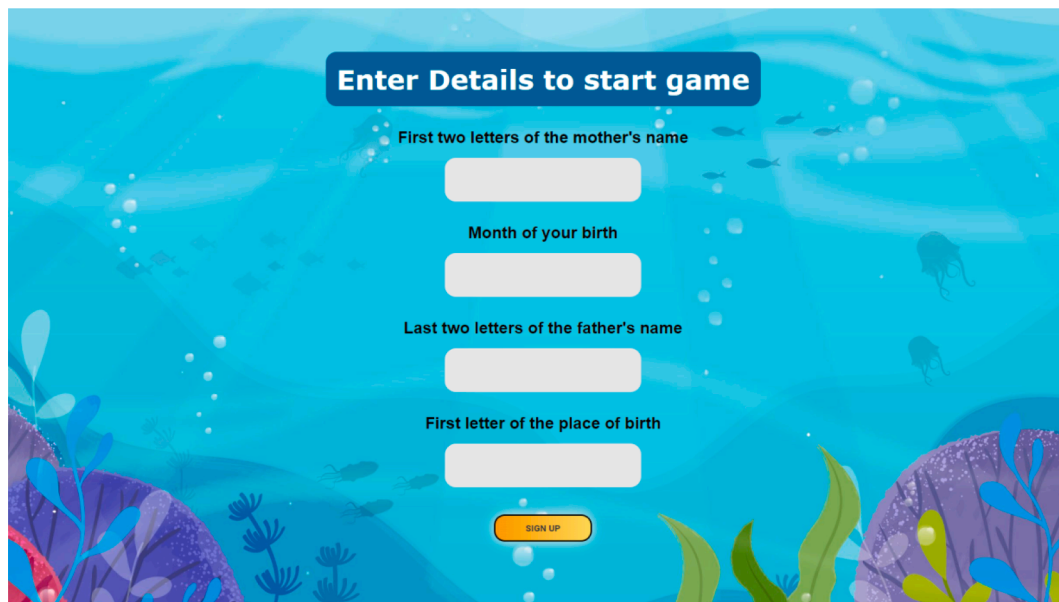 Enter Details to start game
First two letters of the mother's name
Month of your birth
Last two letters of the father's name
First letter of the place of birth
SIGN UP